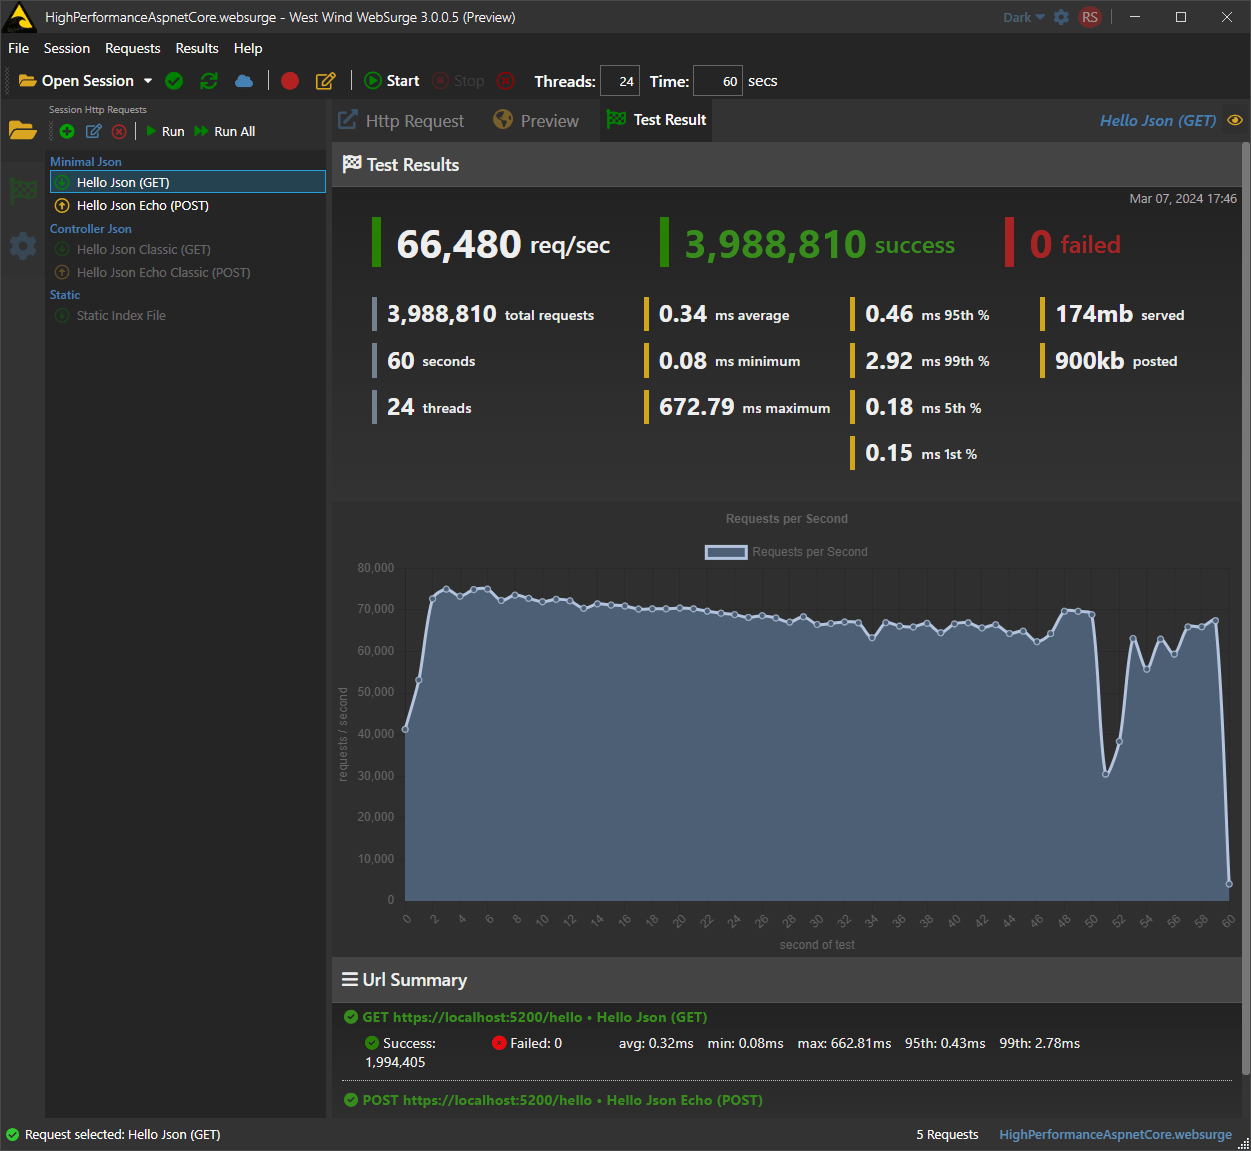 HighPerformanceAspnetCore.websurge - West Wind WebSurge 3.0.0.5 (Preview)
Dark
RS
File Session Requests Results Help
Open Session
Start
Stop
Threads: 24
Time: 60 secs
Session Http Requests
Run
Run All
Minimal Json
Hello Json (GET)
Hello Json Echo (POST)
Controller Json
Hello Json Classic (GET)
Hello Json Echo Classic (POST)
Static
Static Index File
Http Request
Preview
Test Result
Hello Json (GET)
Test Results
Mar 07, 2024 17:46
66,480 req/sec
3,988,810 success
0 failed
3,988,810 total requests
0.34 ms average
0.46 ms 95th %
174mb served
60 seconds
0.08 ms minimum
2.92 ms 99th %
900kb posted
24 threads
672.79 ms maximum
0.18 ms 5th %
0.15 ms 1st %
Requests per Second
Requests per Second
80,000
70,000
60,000
50,000
40,000
30,000
20,000
10,000
0
requests / second
0 2 4 6 8 10 12 14 16 18 20 22 24 26 28 30 32 34 36 38 40 42 44 46 48 50 52 54 56 58 60
second of test
Url Summary
GET https://localhost:5200/hello • Hello Json (GET)
Success: 1,994,405
Failed: 0
avg: 0.32ms
min: 0.08ms
max: 662.81ms
95th: 0.43ms
99th: 2.78ms
POST https://localhost:5200/hello • Hello Json Echo (POST)
Request selected: Hello Json (GET)
5 Requests
HighPerformanceAspnetCore.websurge